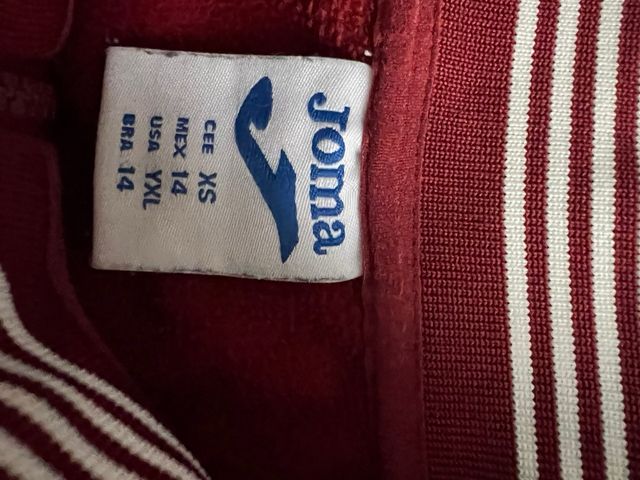 Joma
CEE XS
MEX 14
USA YXL
BRA 14